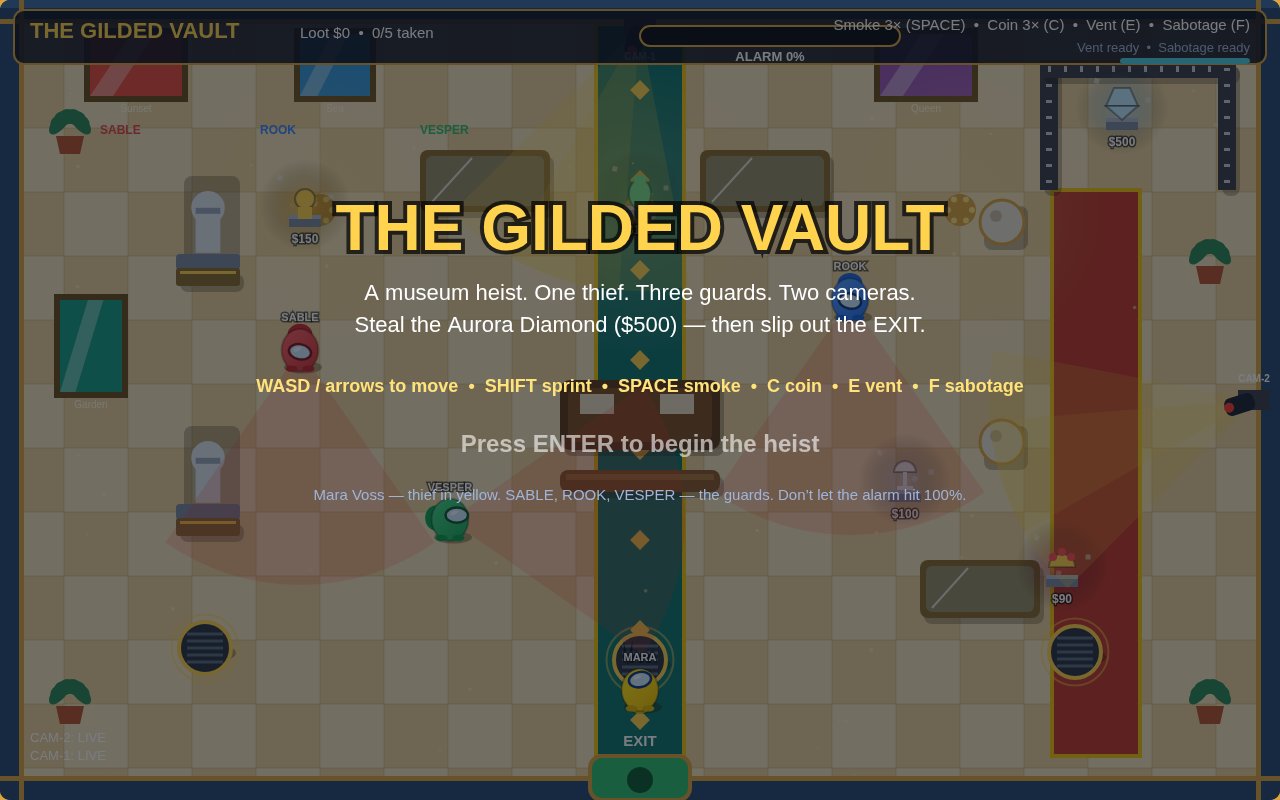 THE GILDED VAULT
Loot $0 • 0/5 taken
Smoke 3× (SPACE) • Coin 3× (C) • Vent (E) • Sabotage (F)
Vent ready • Sabotage ready
CAM-1
ALARM 0%
Sunset
Sea
Queen
SABLE
ROOK
VESPER
$500
$150
THE GILDED VAULT
ROOK
A museum heist. One thief. Three guards. Two cameras.
SABLE
Steal the Aurora Diamond ($500) — then slip out the EXIT.
CAM-2
WASD / arrows to move • SHIFT sprint • SPACE smoke • C coin • E vent • F sabotage
Garden
Press ENTER to begin the heist
VESPER
Mara Voss — thief in yellow. SABLE, ROOK, VESPER — the guards. Don’t let the alarm hit 100%.
$100
$90
MARA
CAM-2: LIVE
EXIT
CAM-1: LIVE